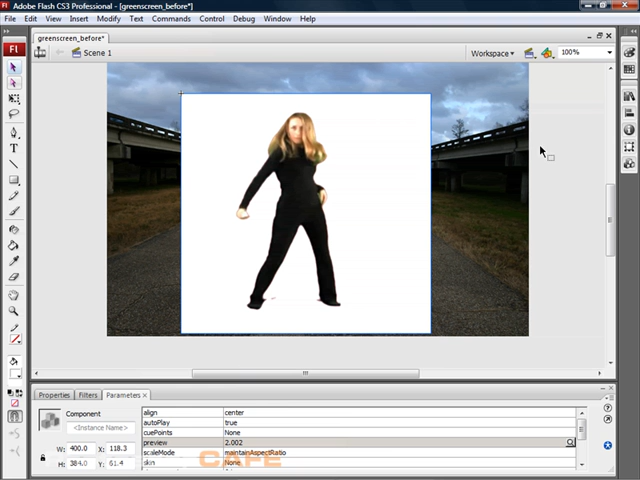 Adobe Flash CS3 Professional - [greenscreen_before*]
File Edit View Insert Modify Text Commands Control Debug Window Help
greenscreen_before*
Scene 1
Workspace
100%
Fl
T
Properties Filters Parameters
Component
<Instance Name>
W: 400.0 X: 118.3
H: 384.0 Y: 61.4
align center
autoPlay true
cuePoints None
preview 2.002
scaleMode maintainAspectRatio
skin None
CAFE